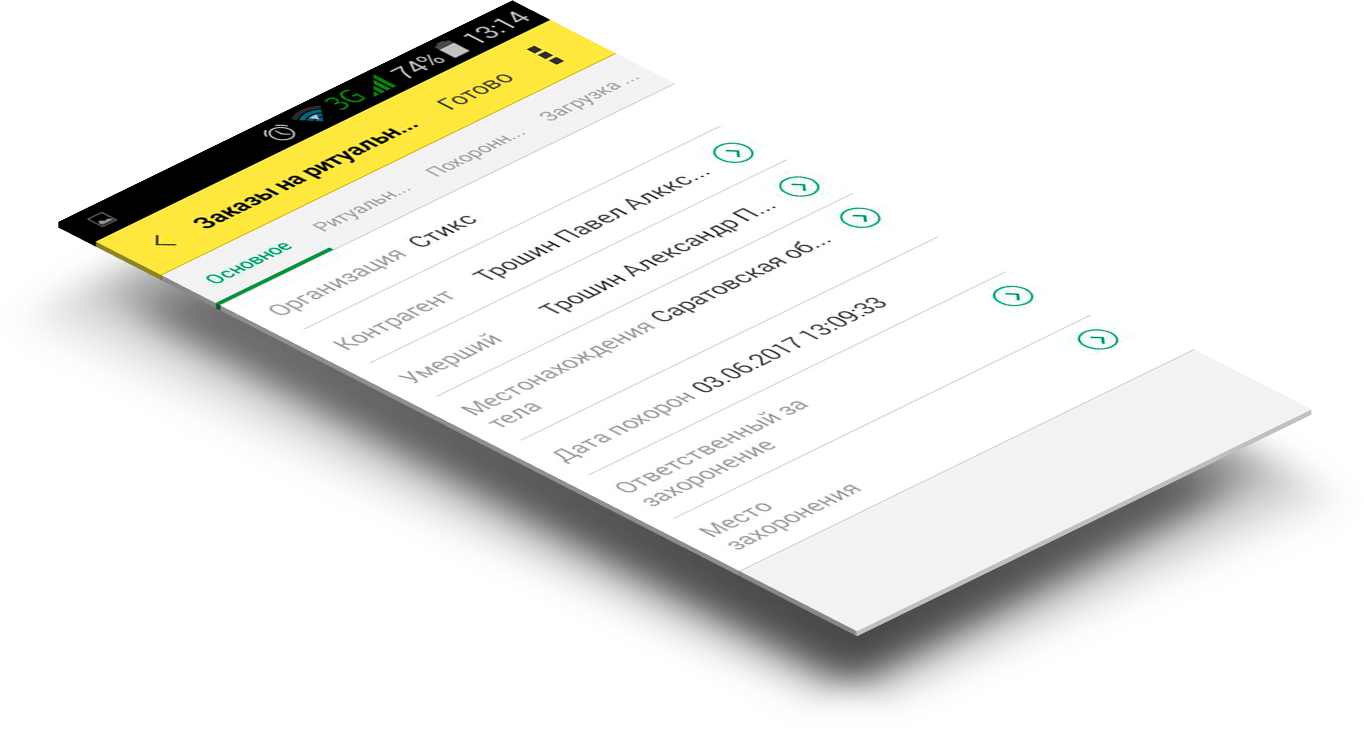 3G 74% 13:14
Заказы на ритуальн... Готово
Основное Ритуальн... Похоронн... Загрузка ...
Организация Стикс
Контрагент Трошин Павел Алккс...
Умерший Трошин Александр П...
Местонахождения Саратовская об...
тела
Дата похорон 03.06.2017 13:09:33
Ответственный за
захоронение
Место
захоронения